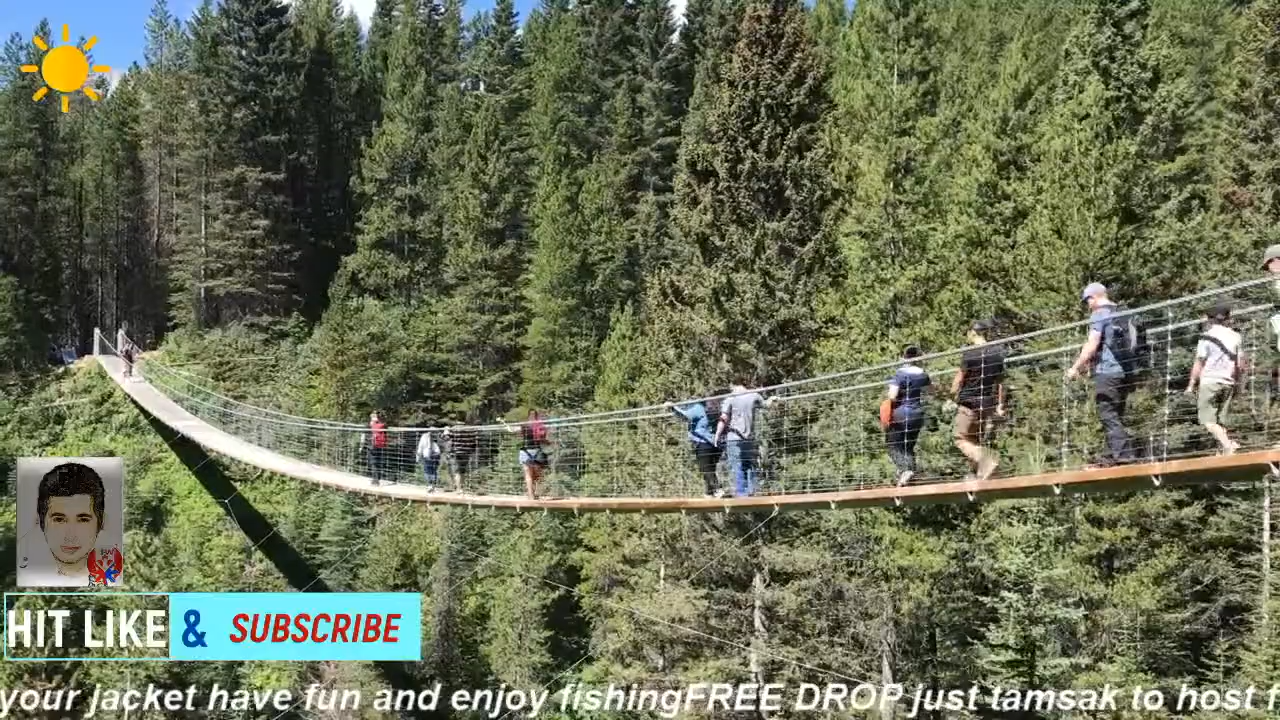 HIT LIKE & SUBSCRIBE
your jacket have fun and enjoy fishingFREE DROP just tamsak to host f